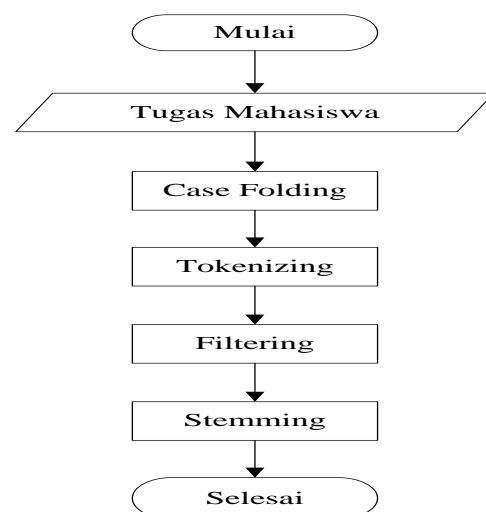 Mulai
Tugas Mahasiswa
Case Folding
Tokenizing
Filtering
Stemming
Selesai